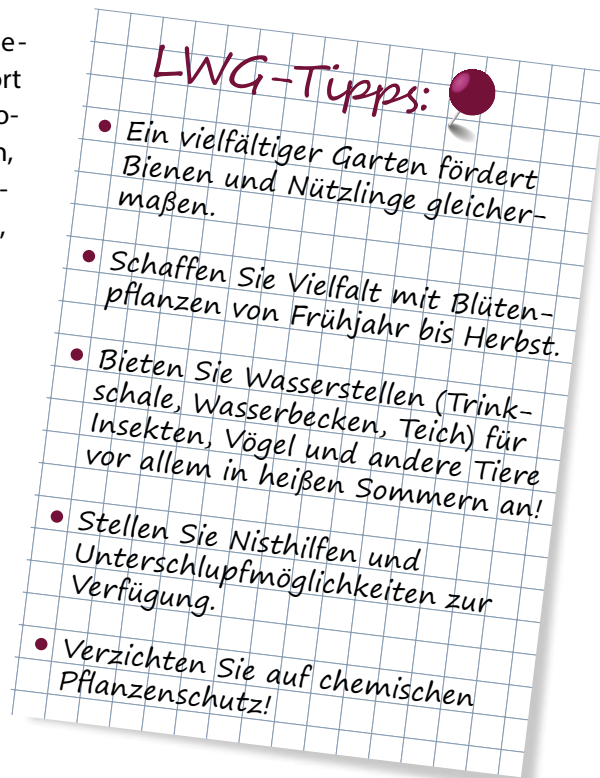 e-
ort
o-
n,
-
,
LWG-Tipps:
• Ein vielfältiger Garten fördert
Bienen und Nützlinge gleicher-
maßen.
• Schaffen Sie Vielfalt mit Blüten-
pflanzen von Frühjahr bis Herbst.
• Bieten Sie Wasserstellen (Trink-
schale, Wasserbecken, Teich) für
Insekten, Vögel und andere Tiere
vor allem in heißen Sommern an!
• Stellen Sie Nisthilfen und
Unterschlupfmöglichkeiten zur
Verfügung.
• Verzichten Sie auf chemischen
Pflanzenschutz!